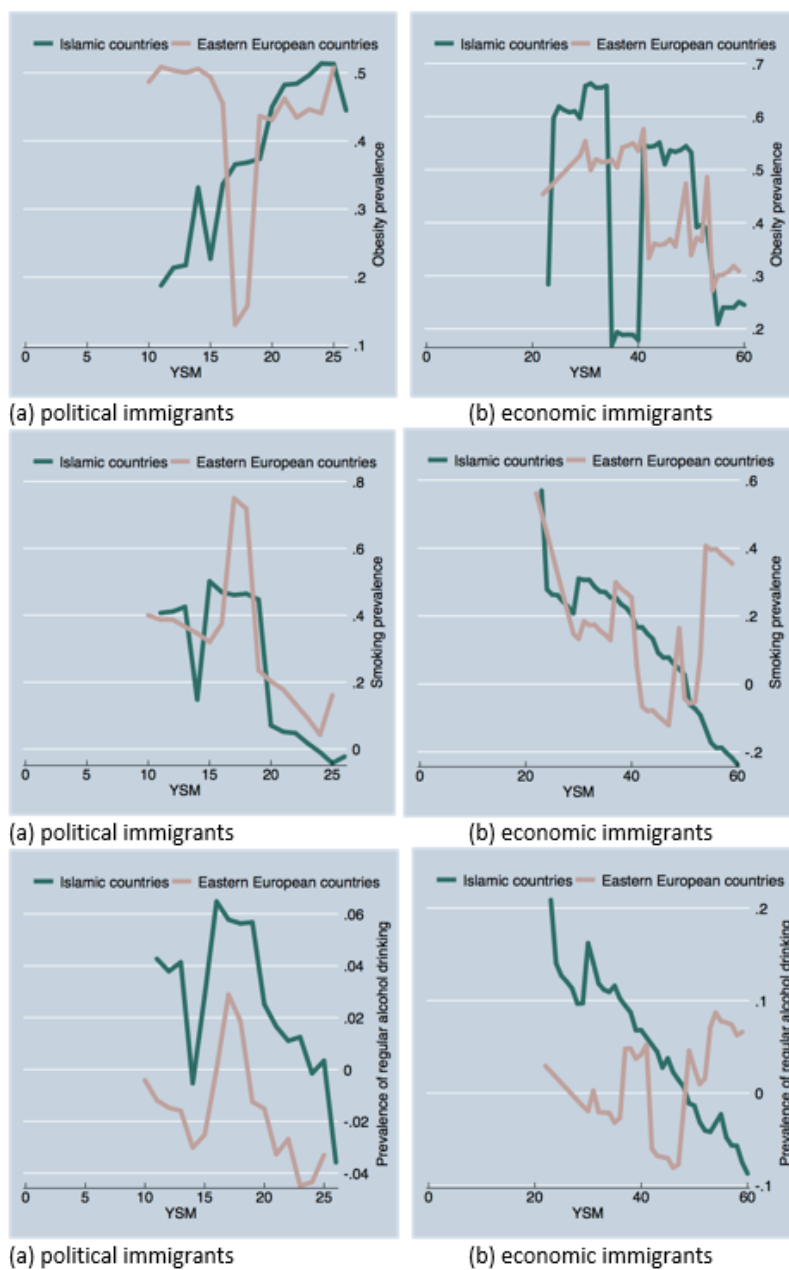 Islamic countries Eastern European countries
.5
.4
.3
.2
.1
Obesity prevalence
0 5 10 15 20 25
YSM
(a) political immigrants
Islamic countries Eastern European countries
.7
.6
.5
.4
.3
.2
Obesity prevalence
0 20 40 60
YSM
(b) economic immigrants
Islamic countries Eastern European countries
.8
.6
.4
.2
0
Smoking prevalence
0 5 10 15 20 25
YSM
(a) political immigrants
Islamic countries Eastern European countries
.6
.4
.2
0
-.2
Smoking prevalence
0 20 40 60
YSM
(b) economic immigrants
Islamic countries Eastern European countries
.06
.04
.02
0
-.02
-.04
Prevalence of regular alcohol drinking
0 5 10 15 20 25
YSM
(a) political immigrants
Islamic countries Eastern European countries
.2
.1
0
-.1
Prevalence of regular alcohol drinking
0 20 40 60
YSM
(b) economic immigrants